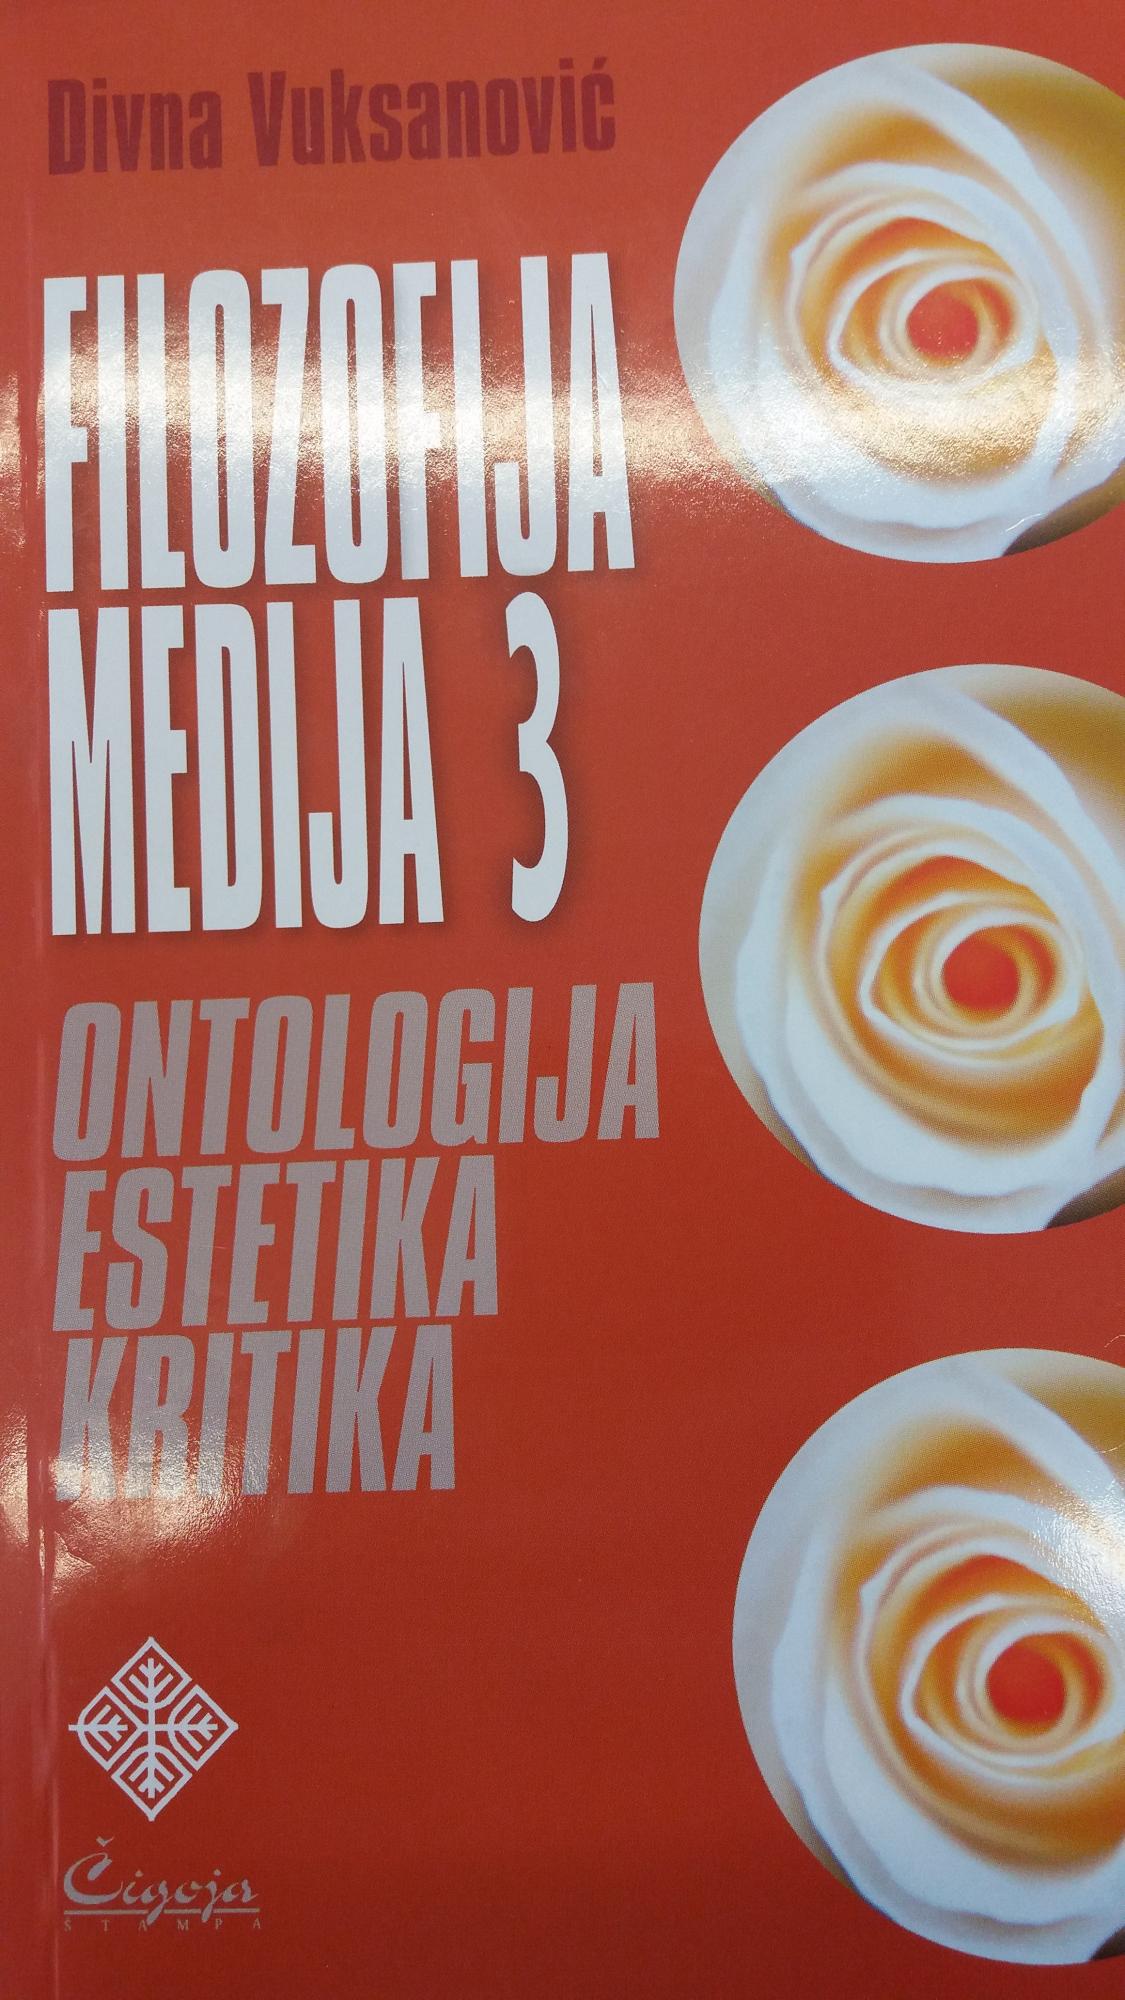 Divna Vuksanović
FILOZOFIJA
MEDIJA 3
ONTOLOGIJA
ESTETIKA
KRITIKA
Čigoja
ŠTAMPA